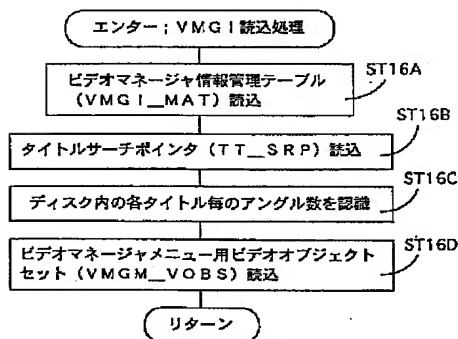 エンター；ＶＭＧＩ読込処理
ビデオマネージャ情報管理テーブル
（ＶＭＧＩ＿ＭＡＴ）読込
ST16A
タイトルサーチポインタ（ＴＴ＿ＳＲＰ）読込
ST16B
ディスク内の各タイトル毎のアングル数を認識
ST16C
ビデオマネージャメニュー用ビデオオブジェクト
セット（ＶＭＧＭ＿ＶＯＢＳ）読込
ST16D
リターン